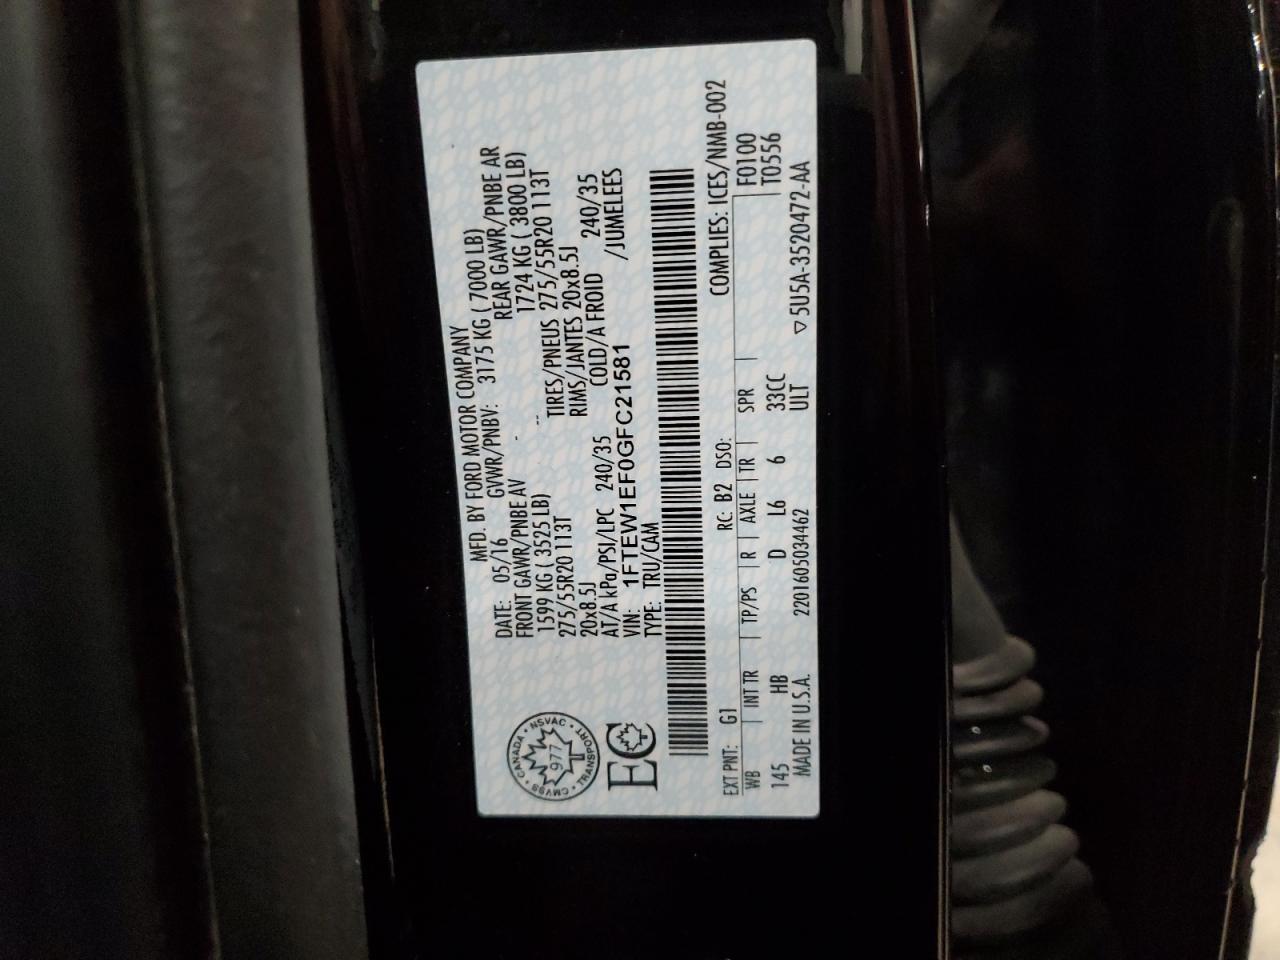 MFD. BY FORD MOTOR COMPANY
DATE: 05/16 GVWR/PNBV: 3175 KG ( 7000 LB)
FRONT GAWR/PNBE AV - REAR GAWR/PNBE AR
1599 KG ( 3525 LB) -- 1724 KG ( 3800 LB)
275/55R20 113T TIRES/PNEUS 275/55R20 113T
20x8.5J RIMS/JANTES 20x8.5J
AT/A kPa/PSI/LPC 240/35 COLD/A FROID 240/35
VIN: 1FTEW1EF0GFC21581 /JUMELEES
TYPE: TRU/CAM
CANADA • NSVAC • TRANSPORT • CMVSS •
977
EC
EXT PNT: G1 RC: B2 DSO: COMPLIES: ICES/NMB-002
WB INT TR TP/PS R AXLE TR SPR F0100
145 HB D L6 6 33CC T0556
MADE IN U.S.A. 2201605034462 ULT ▽5U5A-3520472-AA